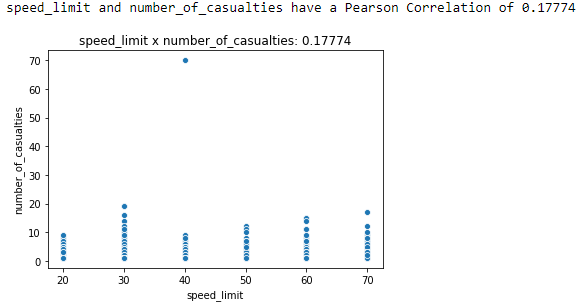 speed_limit and number_of_casualties have a Pearson Correlation of 0.17774
speed_limit x number_of_casualties: 0.17774
70
60
50
40
30
20
10
0
number_of_casualties
20 30 40 50 60 70
speed_limit